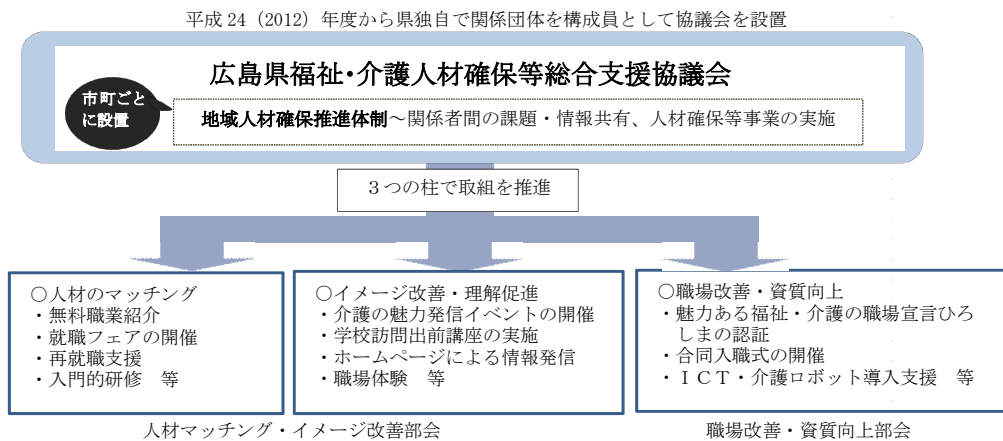 平成 24（2012）年度から県独自で関係団体を構成員として協議会を設置
広島県福祉・介護人材確保等総合支援協議会
市町ごと
に設置
地域人材確保推進体制～関係者間の課題・情報共有、人材確保等事業の実施
３つの柱で取組を推進
○人材のマッチング
・無料職業紹介
・就職フェアの開催
・再就職支援
・入門的研修　等
○イメージ改善・理解促進
・介護の魅力発信イベントの開催
・学校訪問出前講座の実施
・ホームページによる情報発信
・職場体験　等
○職場改善・資質向上
・魅力ある福祉・介護の職場宣言ひろ
しまの認証
・合同入職式の開催
・ＩＣＴ・介護ロボット導入支援　等
人材マッチング・イメージ改善部会
職場改善・資質向上部会